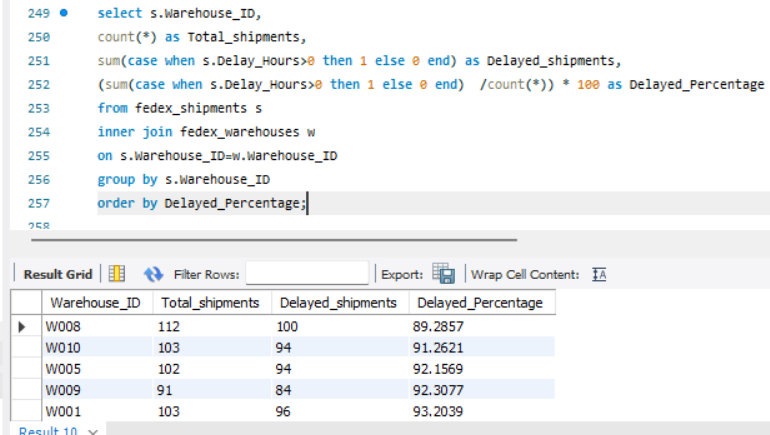 249 select s.Warehouse_ID,
250 count(*) as Total_shipments,
251 sum(case when s.Delay_Hours>0 then 1 else 0 end) as Delayed_shipments,
252 (sum(case when s.Delay_Hours>0 then 1 else 0 end)  /count(*)) * 100 as Delayed_Percentage
253 from fedex_shipments s
254 inner join fedex_warehouses w
255 on s.Warehouse_ID=w.Warehouse_ID
256 group by s.Warehouse_ID
257 order by Delayed_Percentage;
258
Result Grid Filter Rows: Export: Wrap Cell Content: IA
Warehouse_ID Total_shipments Delayed_shipments Delayed_Percentage
W008 112 100 89.2857
W010 103 94 91.2621
W005 102 94 92.1569
W009 91 84 92.3077
W001 103 96 93.2039
Result 10